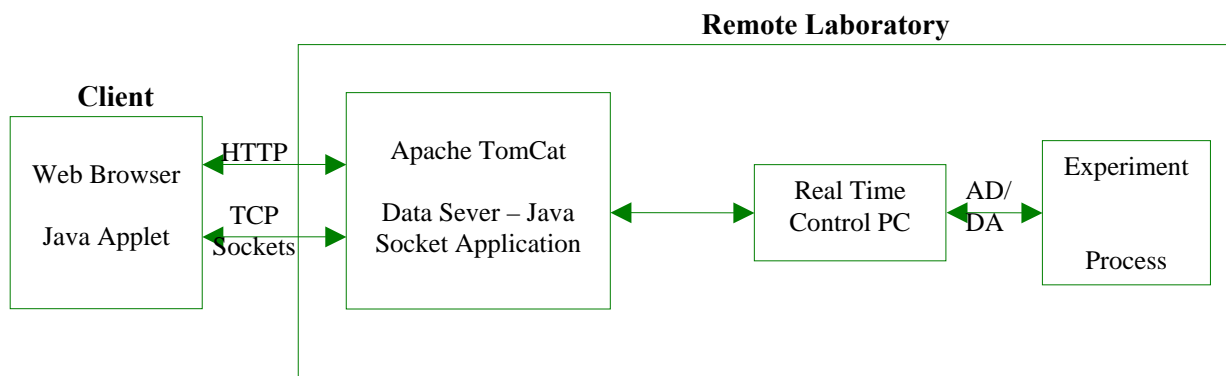 Remote Laboratory
Client
Web Browser
Java Applet
HTTP
TCP
Sockets
Apache TomCat
Data Sever – Java
Socket Application
Real Time
Control PC
AD/
DA
Experiment
Process